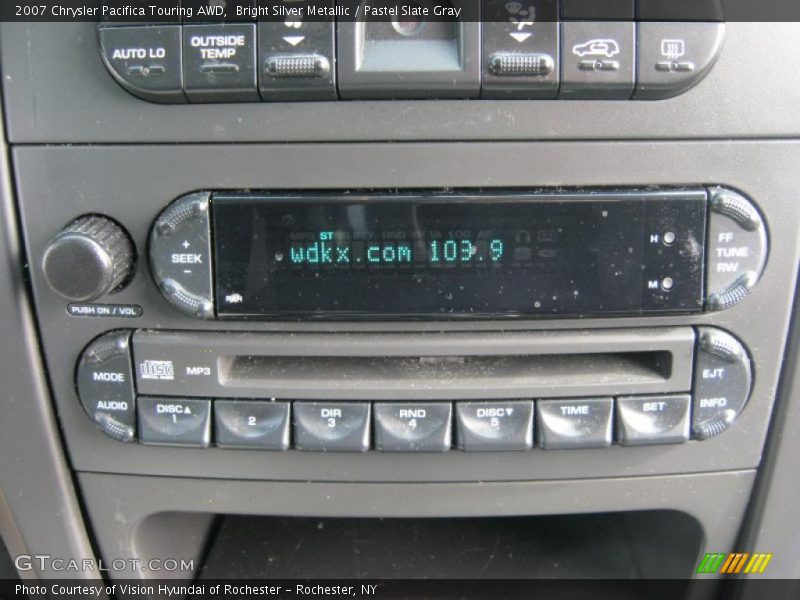 2007 Chrysler Pacifica Touring AWD,  Bright Silver Metallic / Pastel Slate Gray
AUTO LO
OUTSIDE
TEMP
ST
wdkx.com 103.9
+
SEEK
-
H
M
FF
TUNE
RW
PUSH ON / VOL
MODE
AUDIO
disc
MP3
EJT
INFO
DISC▲
1
2
DIR
3
RND
4
DISC▼
5
TIME
SET
GTCARLOT.COM
Photo Courtesy of Vision Hyundai of Rochester - Rochester, NY